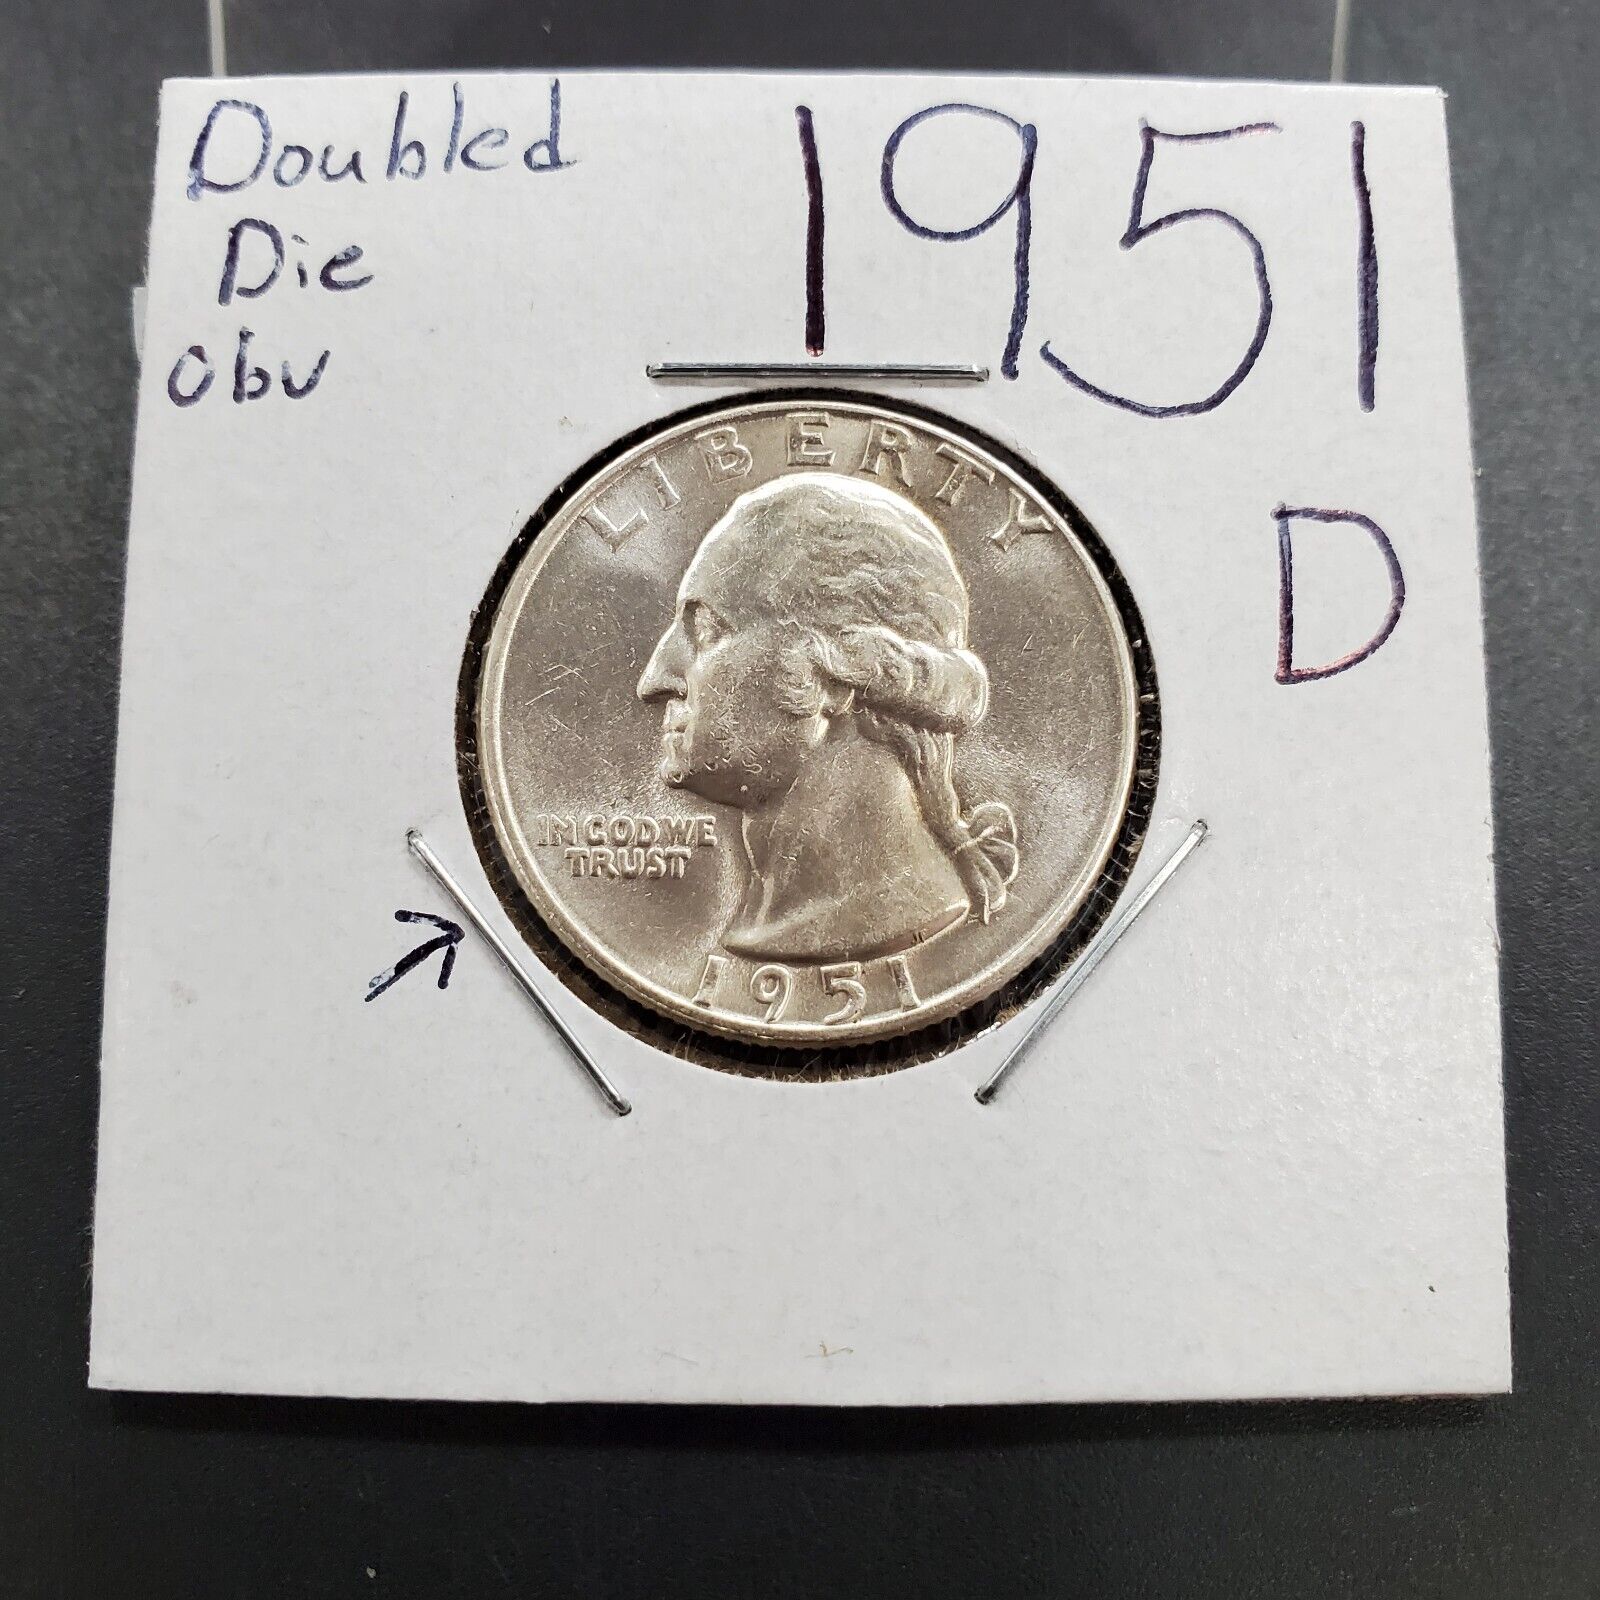 Doubled
Die
obv
1951
D
LIBERTY
IN GOD WE
TRUST
1951